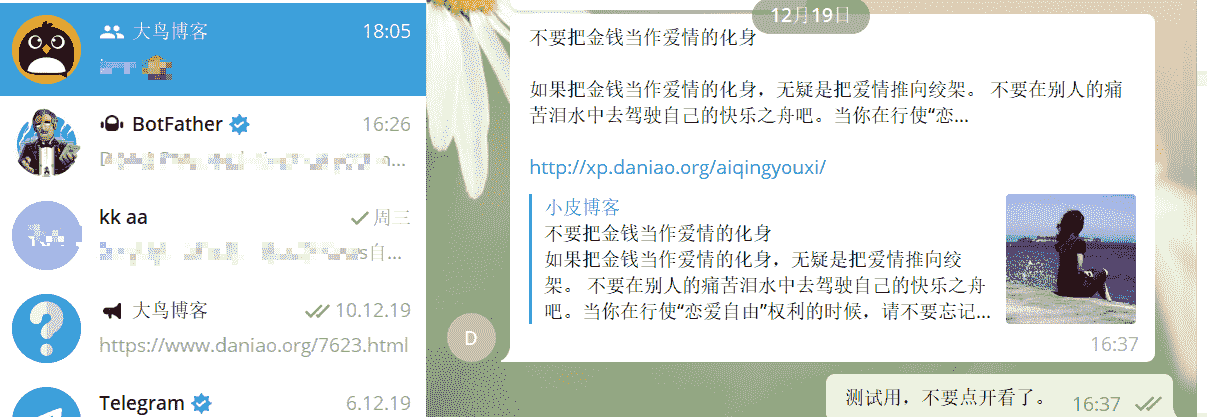 大鸟博客
18:05
BotFather
16:26
kk aa
周三
s自...
大鸟博客
10.12.19
https://www.daniao.org/7623.html
Telegram
6.12.19
12月19日
不要把金钱当作爱情的化身
如果把金钱当作爱情的化身，无疑是把爱情推向绞架。 不要在别人的痛
苦泪水中去驾驶自己的快乐之舟吧。当你在行使“恋...
http://xp.daniao.org/aiqingyouxi/
小皮博客
不要把金钱当作爱情的化身
如果把金钱当作爱情的化身，无疑是把爱情推向绞
架。 不要在别人的痛苦泪水中去驾驶自己的快乐之舟
吧。当你在行使“恋爱自由”权利的时候，请不要忘记...
16:37
D
测试用，不要点开看了。
16:37